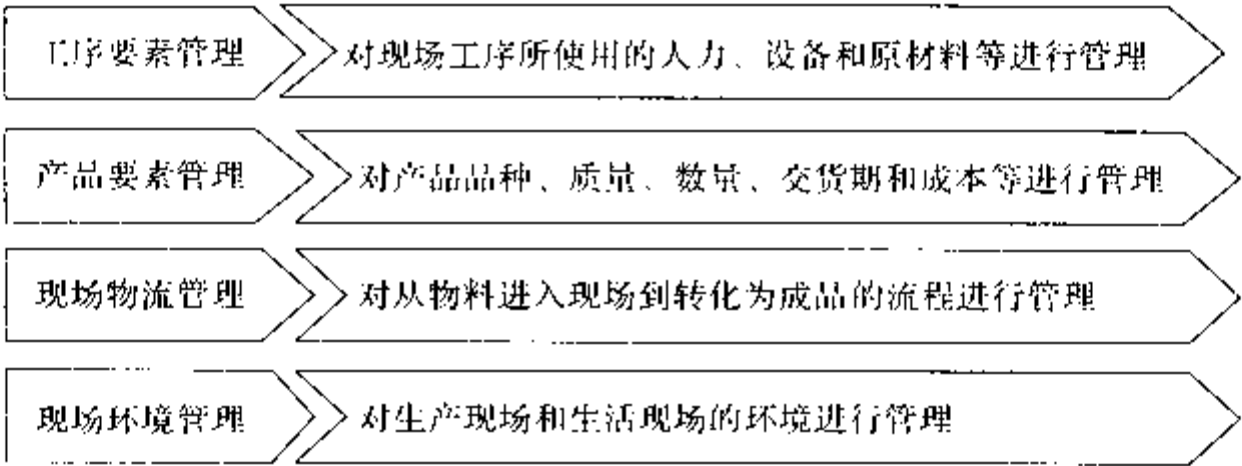 工序要素管理
对现场工序所使用的人力、设备和原材料等进行管理
产品要素管理
对产品品种、质量、数量、交货期和成本等进行管理
现场物流管理
对从物料进入现场到转化为成品的流程进行管理
现场环境管理
对生产现场和生活现场的环境进行管理